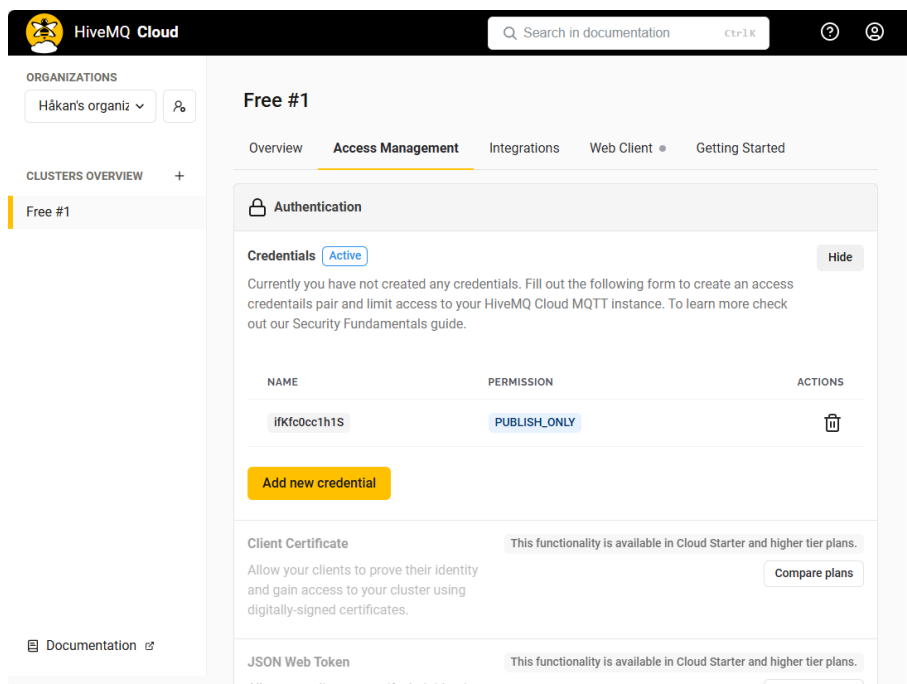 HiveMQ Cloud
Search in documentation
Ctrl K
ORGANIZATIONS
Håkan's organiz
CLUSTERS OVERVIEW
+
Free #1
Documentation
Free #1
Overview
Access Management
Integrations
Web Client
Getting Started
Authentication
Credentials
Active
Hide
Currently you have not created any credentials. Fill out the following form to create an access
credentails pair and limit access to your HiveMQ Cloud MQTT instance. To learn more check
out our Security Fundamentals guide.
NAME
PERMISSION
ACTIONS
ifKfc0cc1h1S
PUBLISH_ONLY
Add new credential
Client Certificate
This functionality is available in Cloud Starter and higher tier plans.
Allow your clients to prove their identity
and gain access to your cluster using
digitally-signed certificates.
Compare plans
JSON Web Token
This functionality is available in Cloud Starter and higher tier plans.